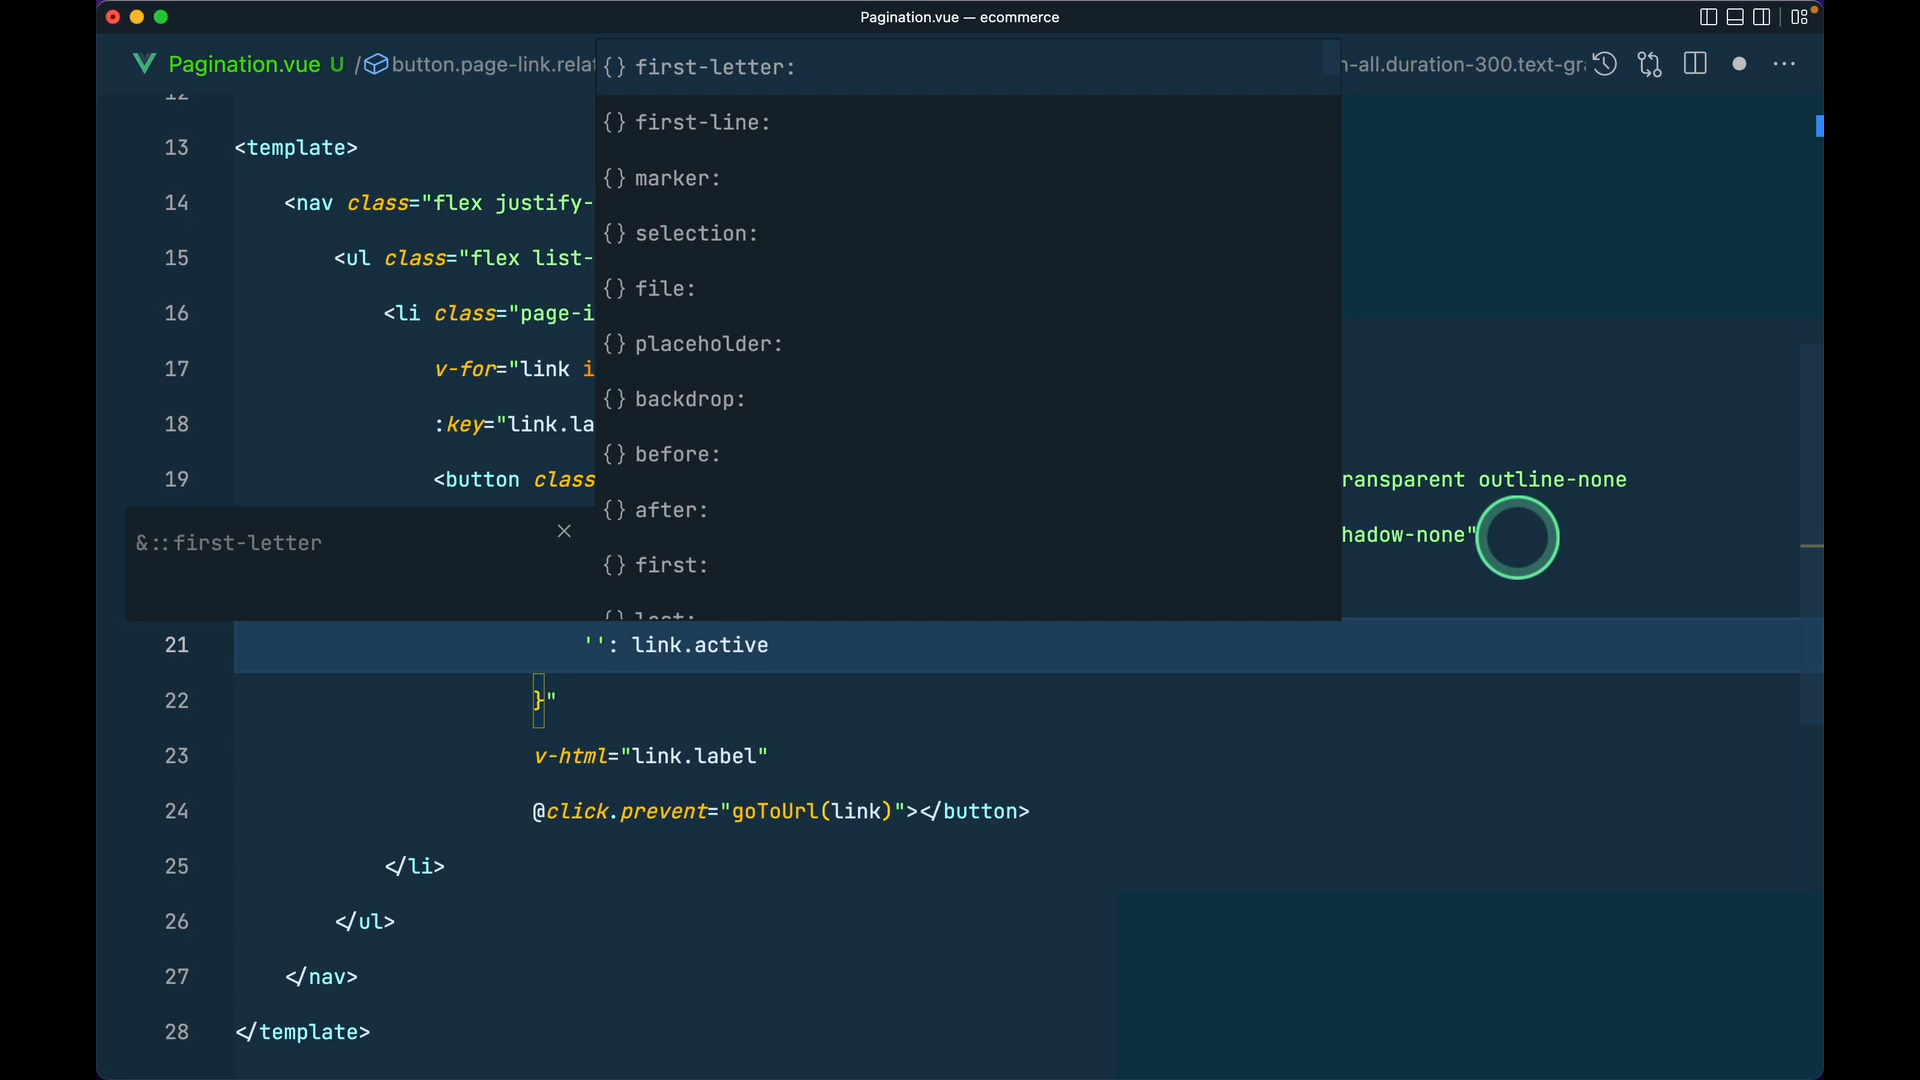 Pagination.vue — ecommerce
Pagination.vue U / button.page-link.rela
n-all.duration-300.text-gra
first-letter:
first-line:
marker:
selection:
file:
placeholder:
backdrop:
before:
after:
first:
last:
&::first-letter
12
13 <template>
14 <nav class="flex justify-
15 <ul class="flex list-
16 <li class="page-i
17 v-for="link i
18 :key="link.la
19 <button class
ransparent outline-none
hadow-none"
21 '': link.active
22 }"
23 v-html="link.label"
24 @click.prevent="goToUrl(link)"></button>
25 </li>
26 </ul>
27 </nav>
28 </template>